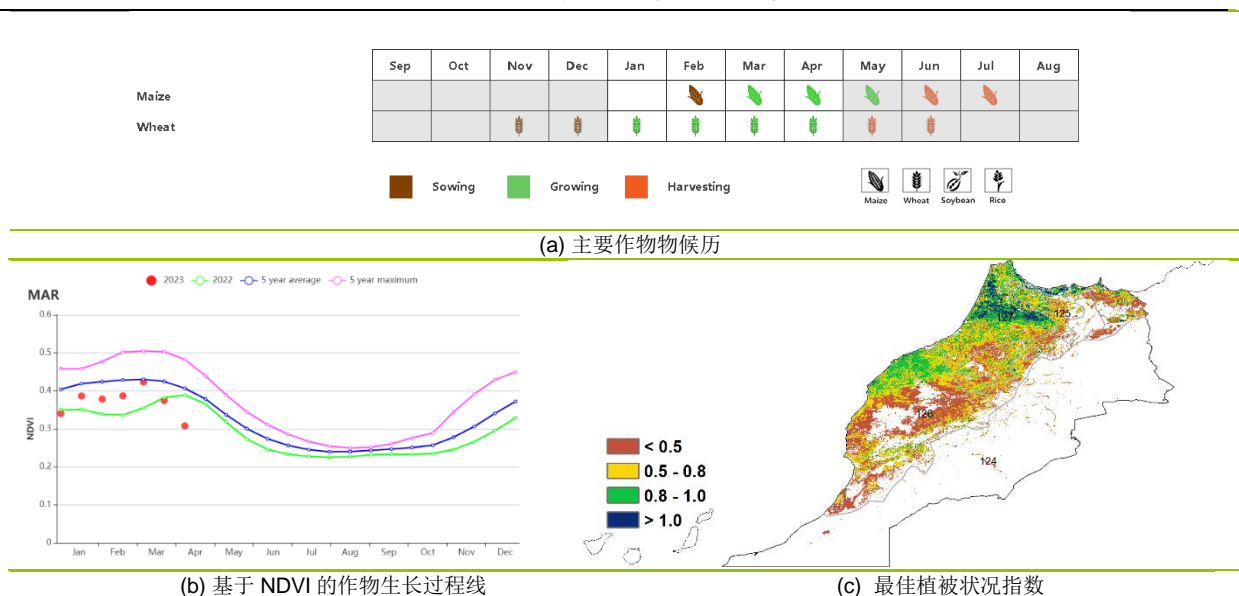 Sep Oct Nov Dec Jan Feb Mar Apr May Jun Jul Aug
Maize
Wheat
Sowing Growing Harvesting
Maize Wheat Soybean Rice
(a) 主要作物物候历
2023 2022 5 year average 5 year maximum
MAR
0.6
0.5
0.4
0.3
0.2
0.1
0
NDVI
Jan Feb Mar Apr May Jun Jul Aug Sep Oct Nov Dec
< 0.5
0.5 - 0.8
0.8 - 1.0
> 1.0
127
125
126
124
(b) 基于 NDVI 的作物生长过程线
(c) 最佳植被状况指数